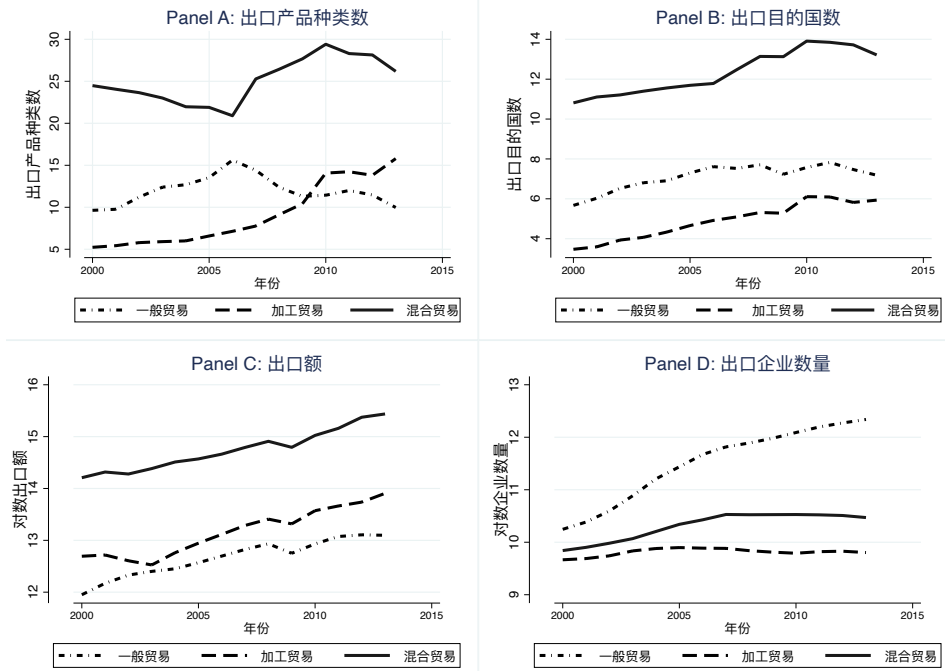 Panel A: 出口产品种类数
出口产品种类数
30
25
20
15
10
5
2000
2005
2010
2015
年份
一般贸易
加工贸易
混合贸易
Panel B: 出口目的国数
出口目的国数
14
12
10
8
6
4
2000
2005
2010
2015
年份
一般贸易
加工贸易
混合贸易
Panel C: 出口额
对数出口额
16
15
14
13
12
2000
2005
2010
2015
年份
一般贸易
加工贸易
混合贸易
Panel D: 出口企业数量
对数企业数量
13
12
11
10
9
2000
2005
2010
2015
年份
一般贸易
加工贸易
混合贸易